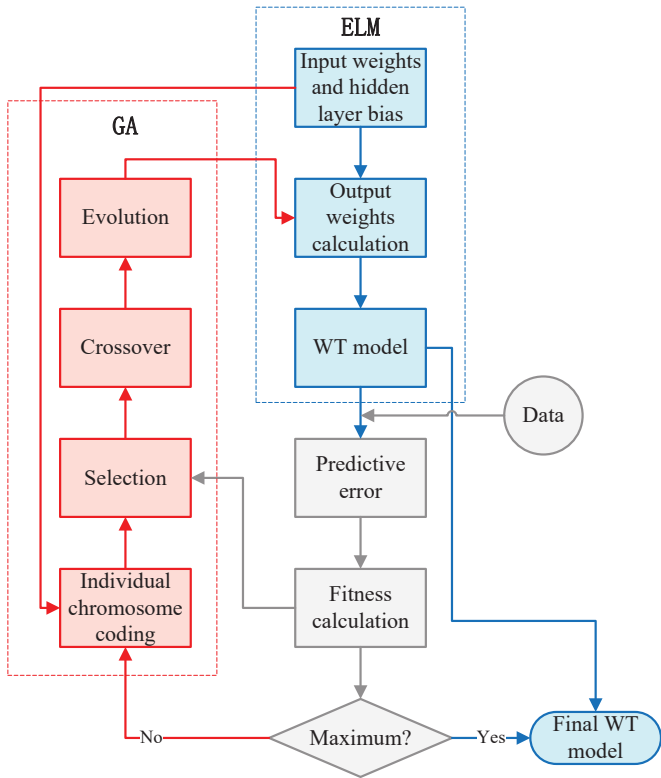 ELM
Input weights
and hidden
layer bias
GA
Evolution
Output
weights
calculation
Crossover
WT model
Data
Selection
Predictive
error
Individual
chromosome
coding
Fitness
calculation
No
Maximum?
Yes
Final WT
model